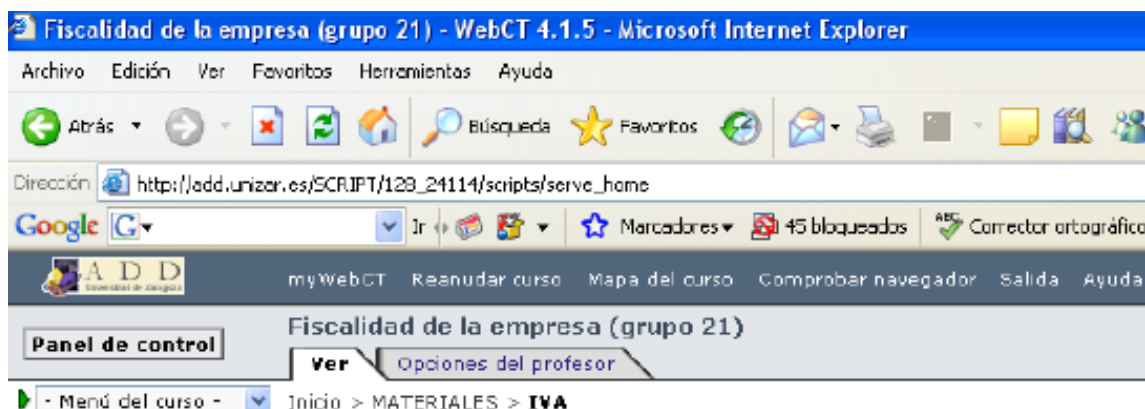 Fiscalidad de la empresa (grupo 21) - WebCT 4.1.5 - Microsoft Internet Explorer
Archivo Edición Ver Favoritos Herramientas Ayuda
Atrás Búsqueda Favoritos
Dirección http://add.unizar.es/SCRIPT/128_24114/scripts/serve_home
Google G Ir Marcadores 45 bloqueados ABC Corrector ortográfico
A D D myWebCT Reanudar curso Mapa del curso Comprobar navegador Salida Ayuda
Fiscalidad de la empresa (grupo 21)
Panel de control
Ver Opciones del profesor
- Menú del curso - Inicio > MATERIALES > IVA